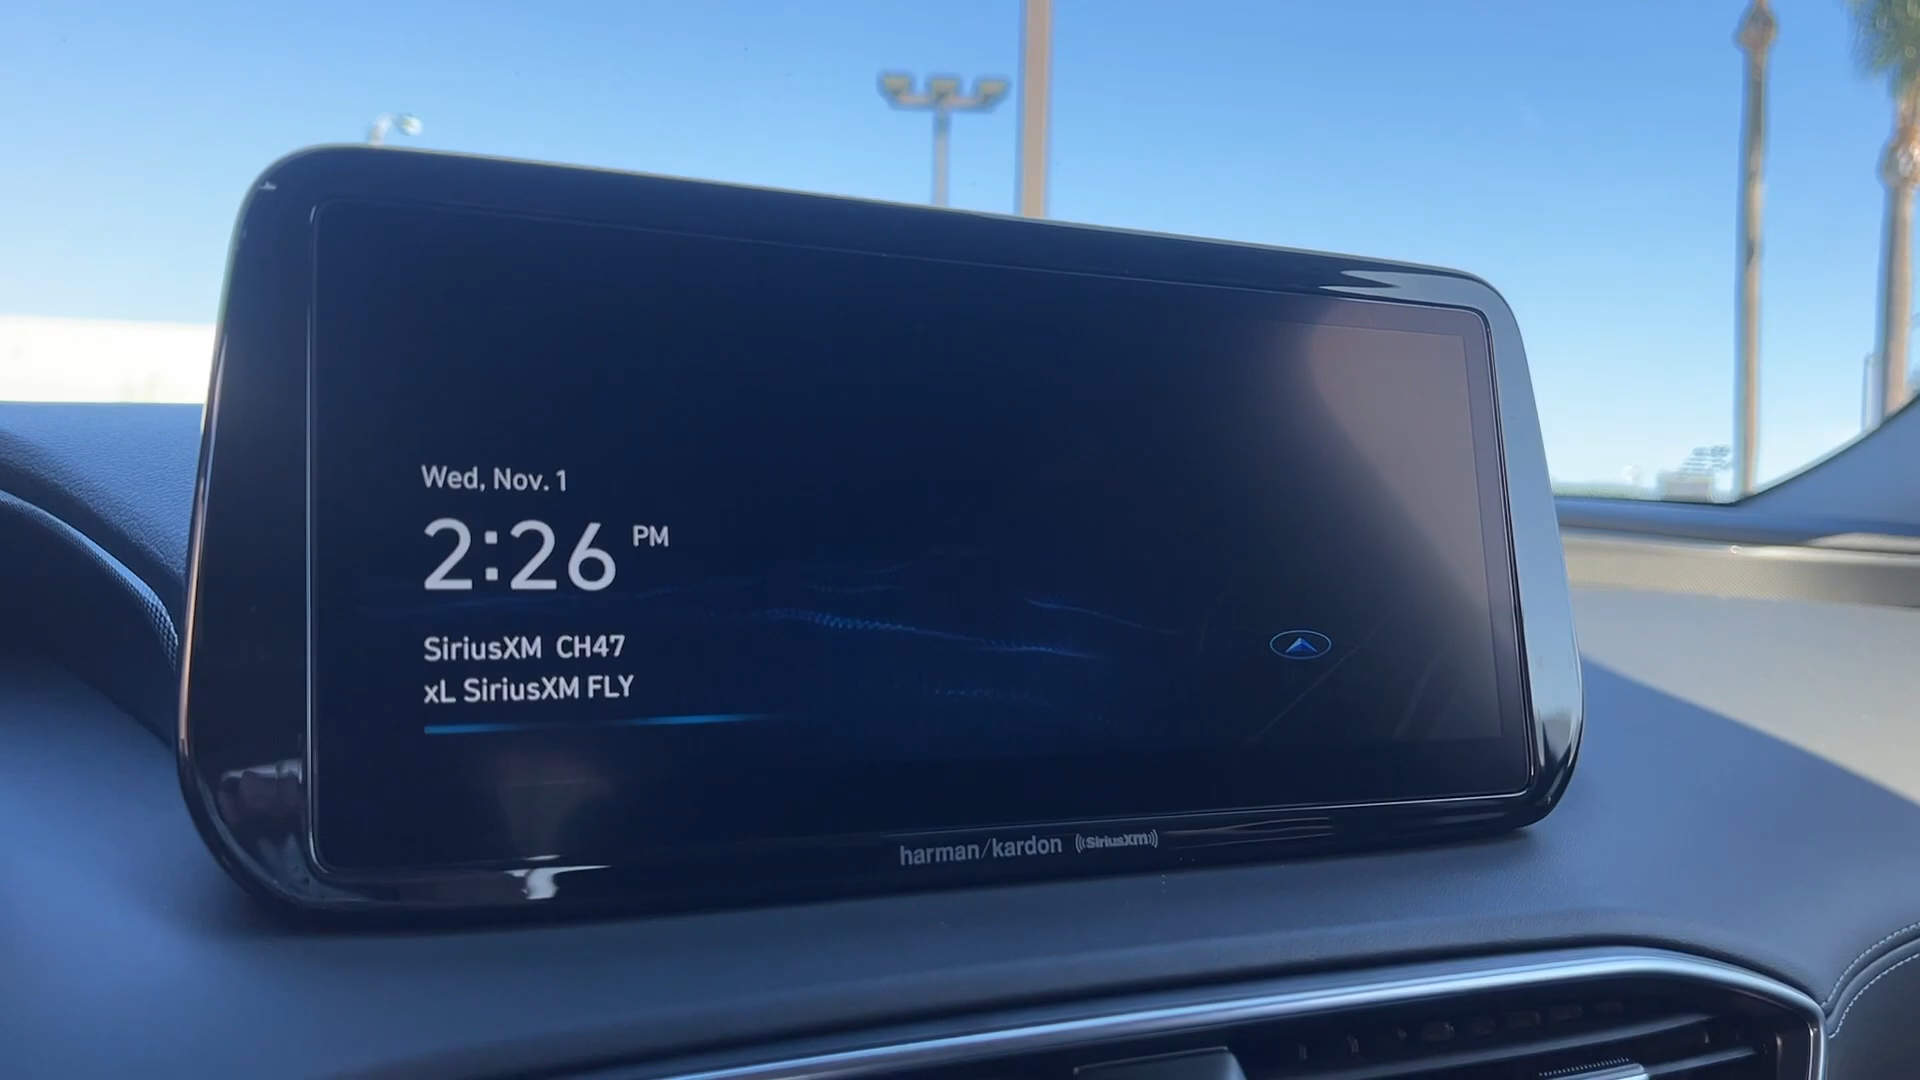 Wed, Nov. 1
2:26 PM
SiriusXM CH47
xL SiriusXM FLY
harman/kardon ((SiriusXM))